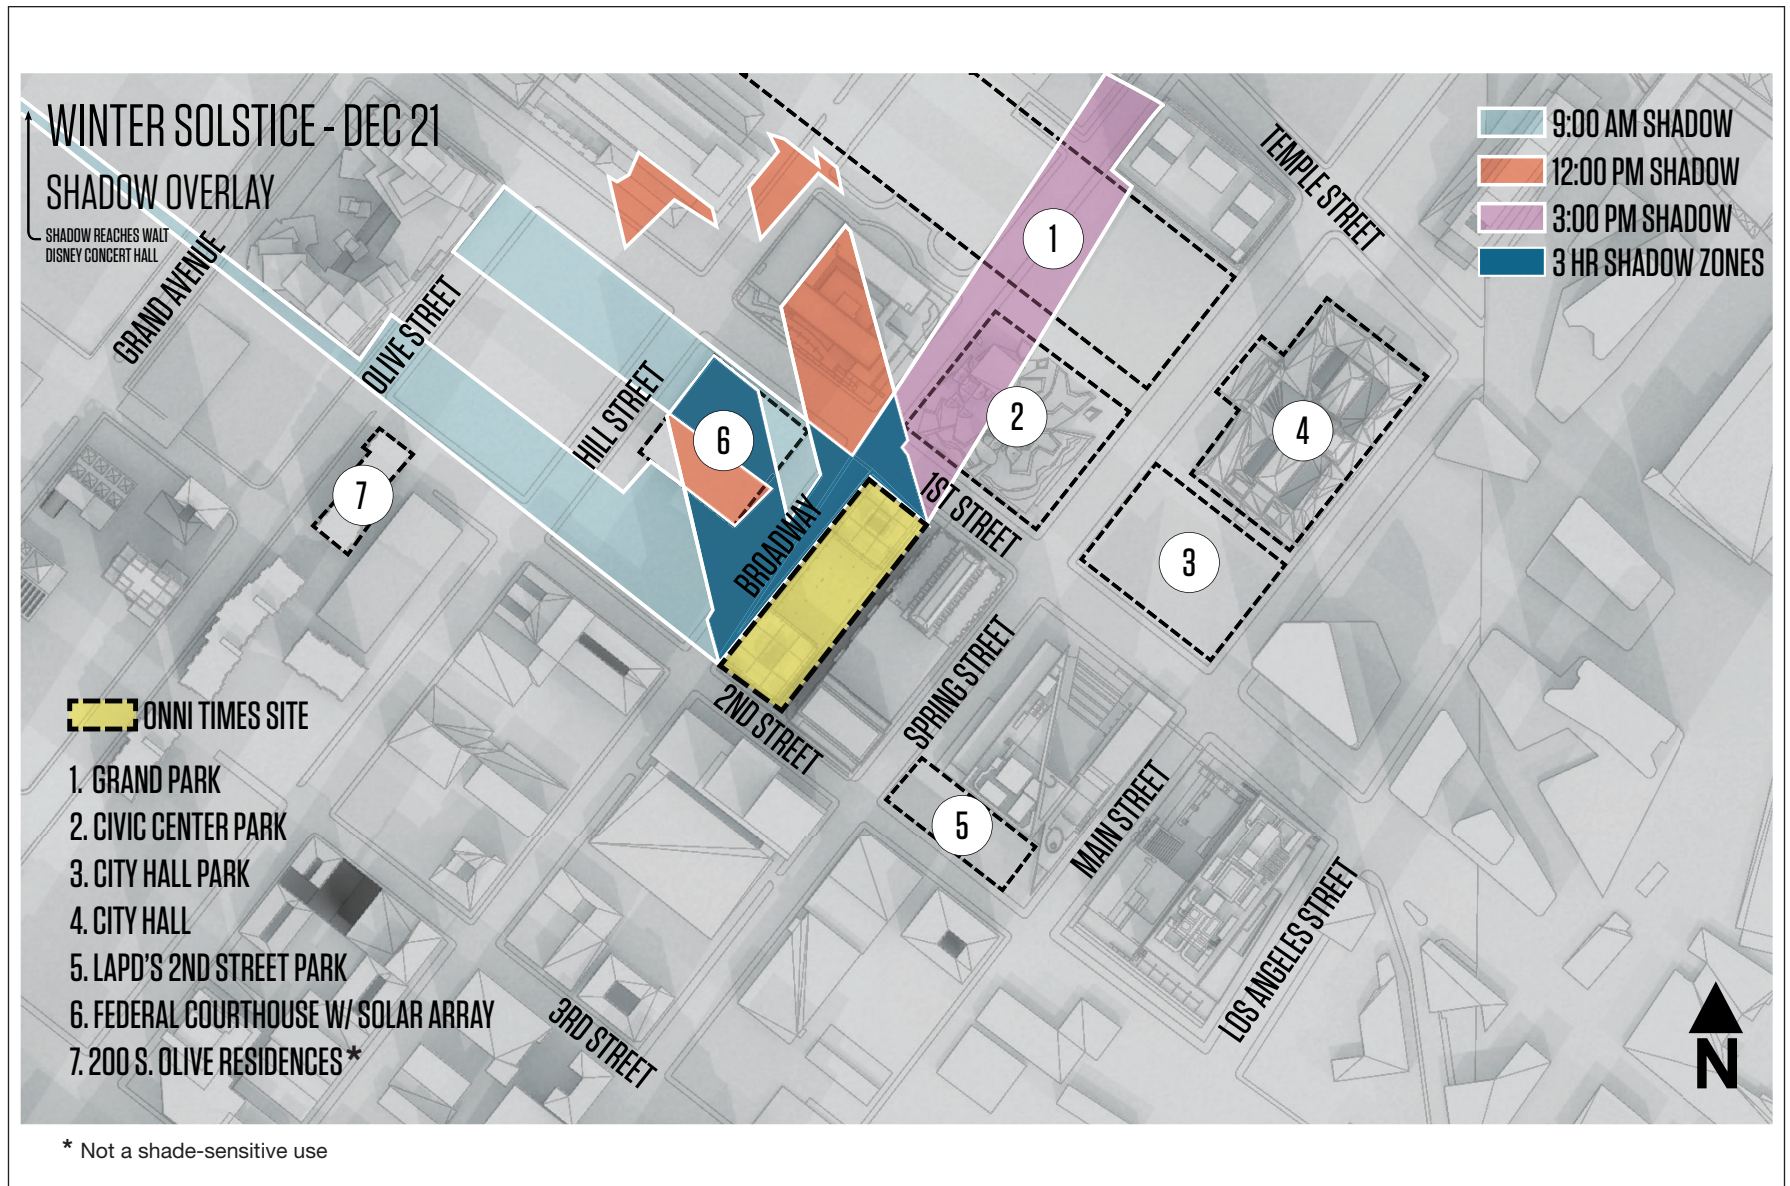 WINTER SOLSTICE - DEC 21
SHADOW OVERLAY
SHADOW REACHES WALT
DISNEY CONCERT HALL
9:00 AM SHADOW
12:00 PM SHADOW
3:00 PM SHADOW
3 HR SHADOW ZONES
TEMPLE STREET
GRAND AVENUE
OLIVE STREET
HILL STREET
BROADWAY
1ST STREET
2ND STREET
SPRING STREET
MAIN STREET
LOS ANGELES STREET
3RD STREET
1
2
3
4
5
6
7
ONNI TIMES SITE
1. GRAND PARK
2. CIVIC CENTER PARK
3. CITY HALL PARK
4. CITY HALL
5. LAPD'S 2ND STREET PARK
6. FEDERAL COURTHOUSE W/ SOLAR ARRAY
7. 200 S. OLIVE RESIDENCES*
N
* Not a shade-sensitive use